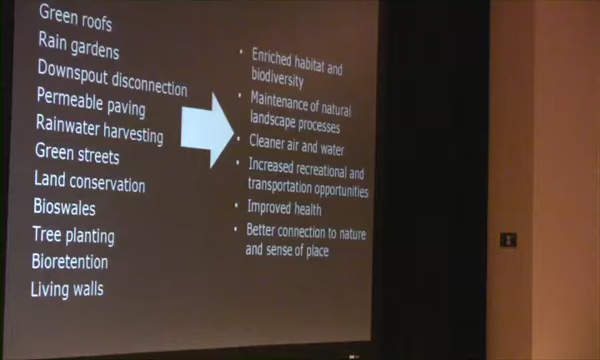 Green roofs
Rain gardens
Downspout disconnection
Permeable paving
Rainwater harvesting
Green streets
Land conservation
Bioswales
Tree planting
Bioretention
Living walls
• Enriched habitat and
biodiversity
• Maintenance of natural
landscape processes
• Cleaner air and water
• Increased recreational and
transportation opportunities
• Improved health
• Better connection to nature
and sense of place